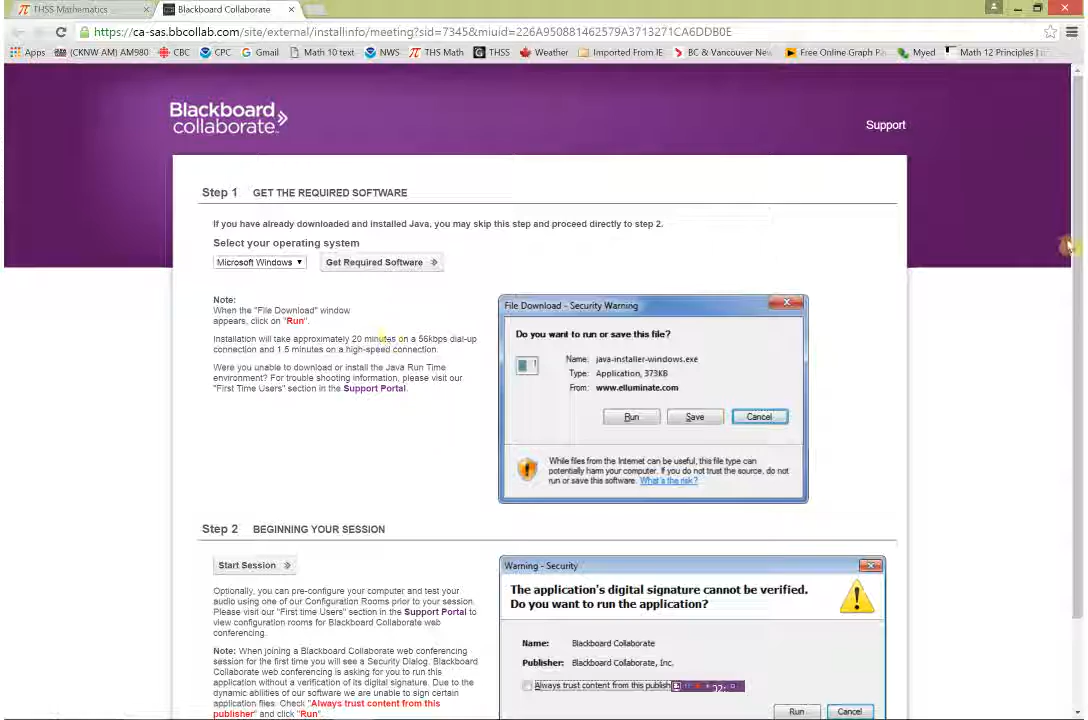 THSS Mathematics
Blackboard Collaborate
https://ca-sas.bbcollab.com/site/external/installinfo/meeting?sid=7345&miuid=226A950881462579A3713271CA6DDB0E
Apps (CKNW AM) AM980 CBC CPC Gmail Math 10 text NWS THS Math THSS Weather Imported From IE BC & Vancouver New Free Online Graph Pa Myed Math 12 Principles
Blackboard
collaborate
Support
Step 1 GET THE REQUIRED SOFTWARE
If you have already downloaded and installed Java, you may skip this step and proceed directly to step 2.
Select your operating system
Microsoft Windows Get Required Software
Note:
When the "File Download" window
appears, click on "Run".
Installation will take approximately 20 minutes on a 56kbps dial-up
connection and 1.5 minutes on a high-speed connection.
Were you unable to download or install the Java Run Time
environment? For trouble shooting information, please visit our
"First Time Users" section in the Support Portal.
File Download - Security Warning
Do you want to run or save this file?
Name: java-installer-windows.exe
Type: Application, 373KB
From: www.elluminate.com
Run Save Cancel
While files from the Internet can be useful, this file type can
potentially harm your computer. If you do not trust the source, do not
run or save this software. What's the risk?
Step 2 BEGINNING YOUR SESSION
Start Session
Optionally, you can pre-configure your computer and test your
audio using one of our Configuration Rooms prior to your session.
Please visit our "First time Users" section in the Support Portal to
view configuration rooms for Blackboard Collaborate web
conferencing.
Note: When joining a Blackboard Collaborate web conferencing
session for the first time you will see a Security Dialog. Blackboard
Collaborate web conferencing is asking for you to run this
application without a verification of its digital signature. Due to the
dynamic abilities of our software we are unable to sign certain
application files. Check "Always trust content from this
publisher" and click "Run".
Warning - Security
The application's digital signature cannot be verified.
Do you want to run the application?
Name: Blackboard Collaborate
Publisher: Blackboard Collaborate, Inc.
Always trust content from this publish
Run Cancel